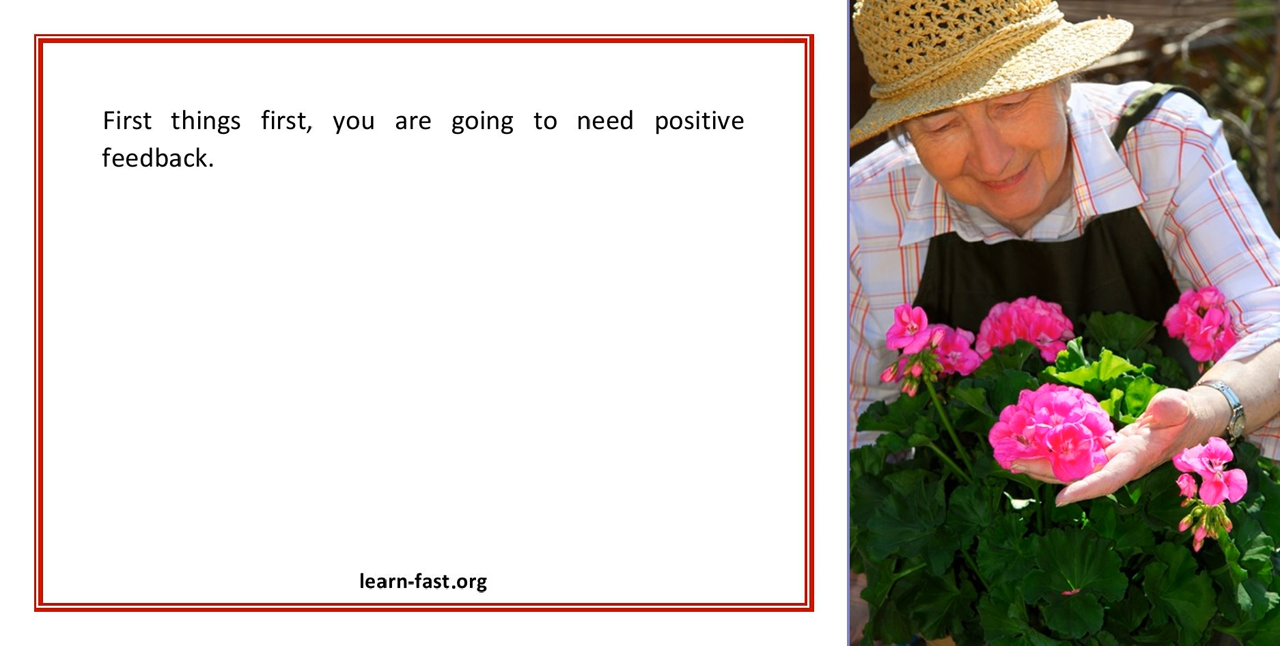 First things first, you are going to need positive
feedback.
learn-fast.org